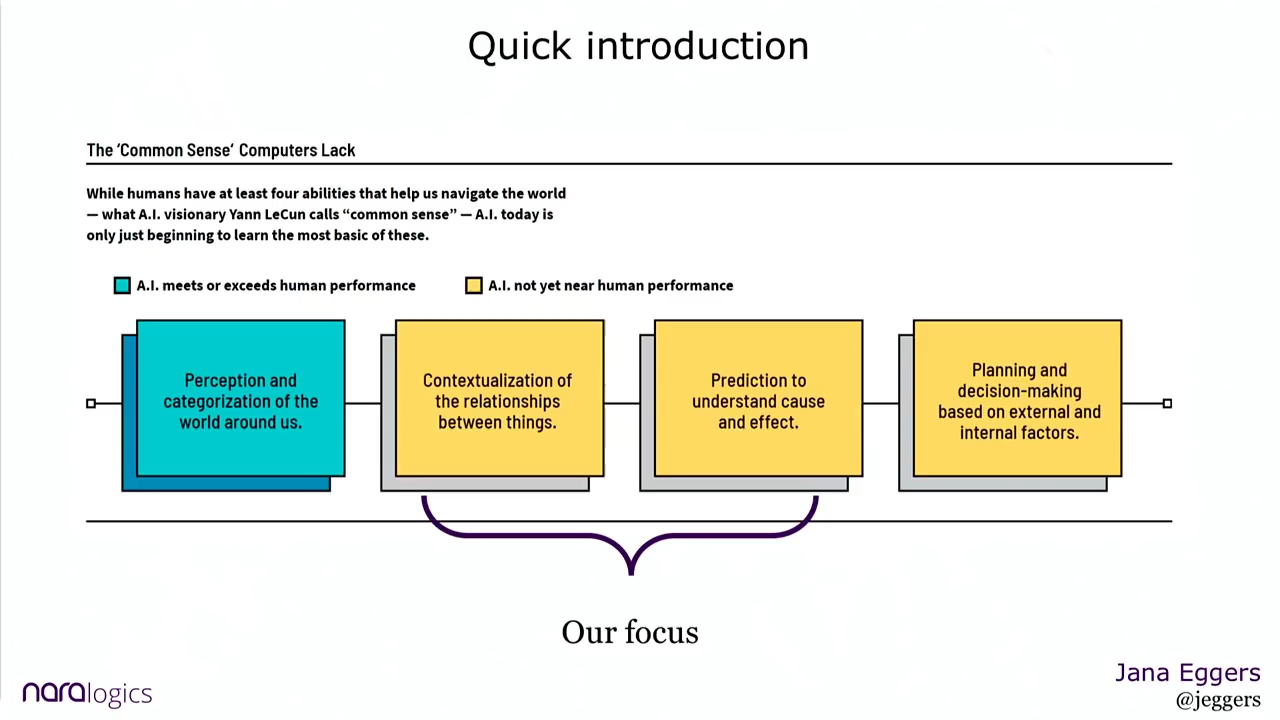 Quick introduction
The ‘Common Sense‘ Computers Lack
While humans have at least four abilities that help us navigate the world
— what A.I. visionary Yann LeCun calls “common sense” — A.I. today is
only just beginning to learn the most basic of these.
A.I. meets or exceeds human performance
A.I. not yet near human performance
Perception and
categorization of the
world around us.
Contextualization of
the relationships
between things.
Prediction to
understand cause
and effect.
Planning and
decision-making
based on external and
internal factors.
Our focus
naralogics
Jana Eggers
@jeggers